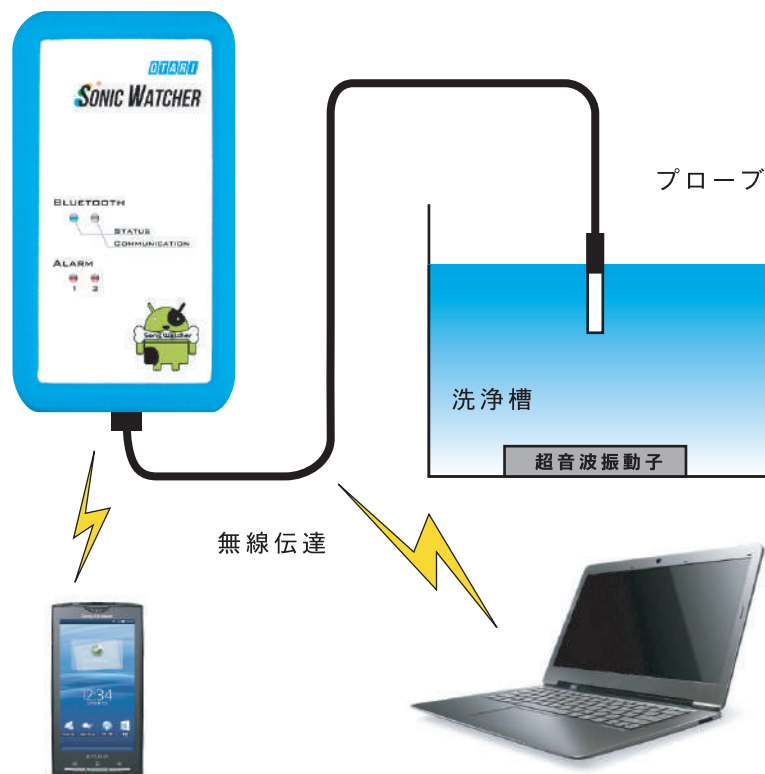 OTARI
SONIC WATCHER
BLUETOOTH
STATUS
COMMUNICATION
ALARM
1 2
Sonic Watcher
プローブ
洗浄槽
超音波振動子
無線伝達
12:34